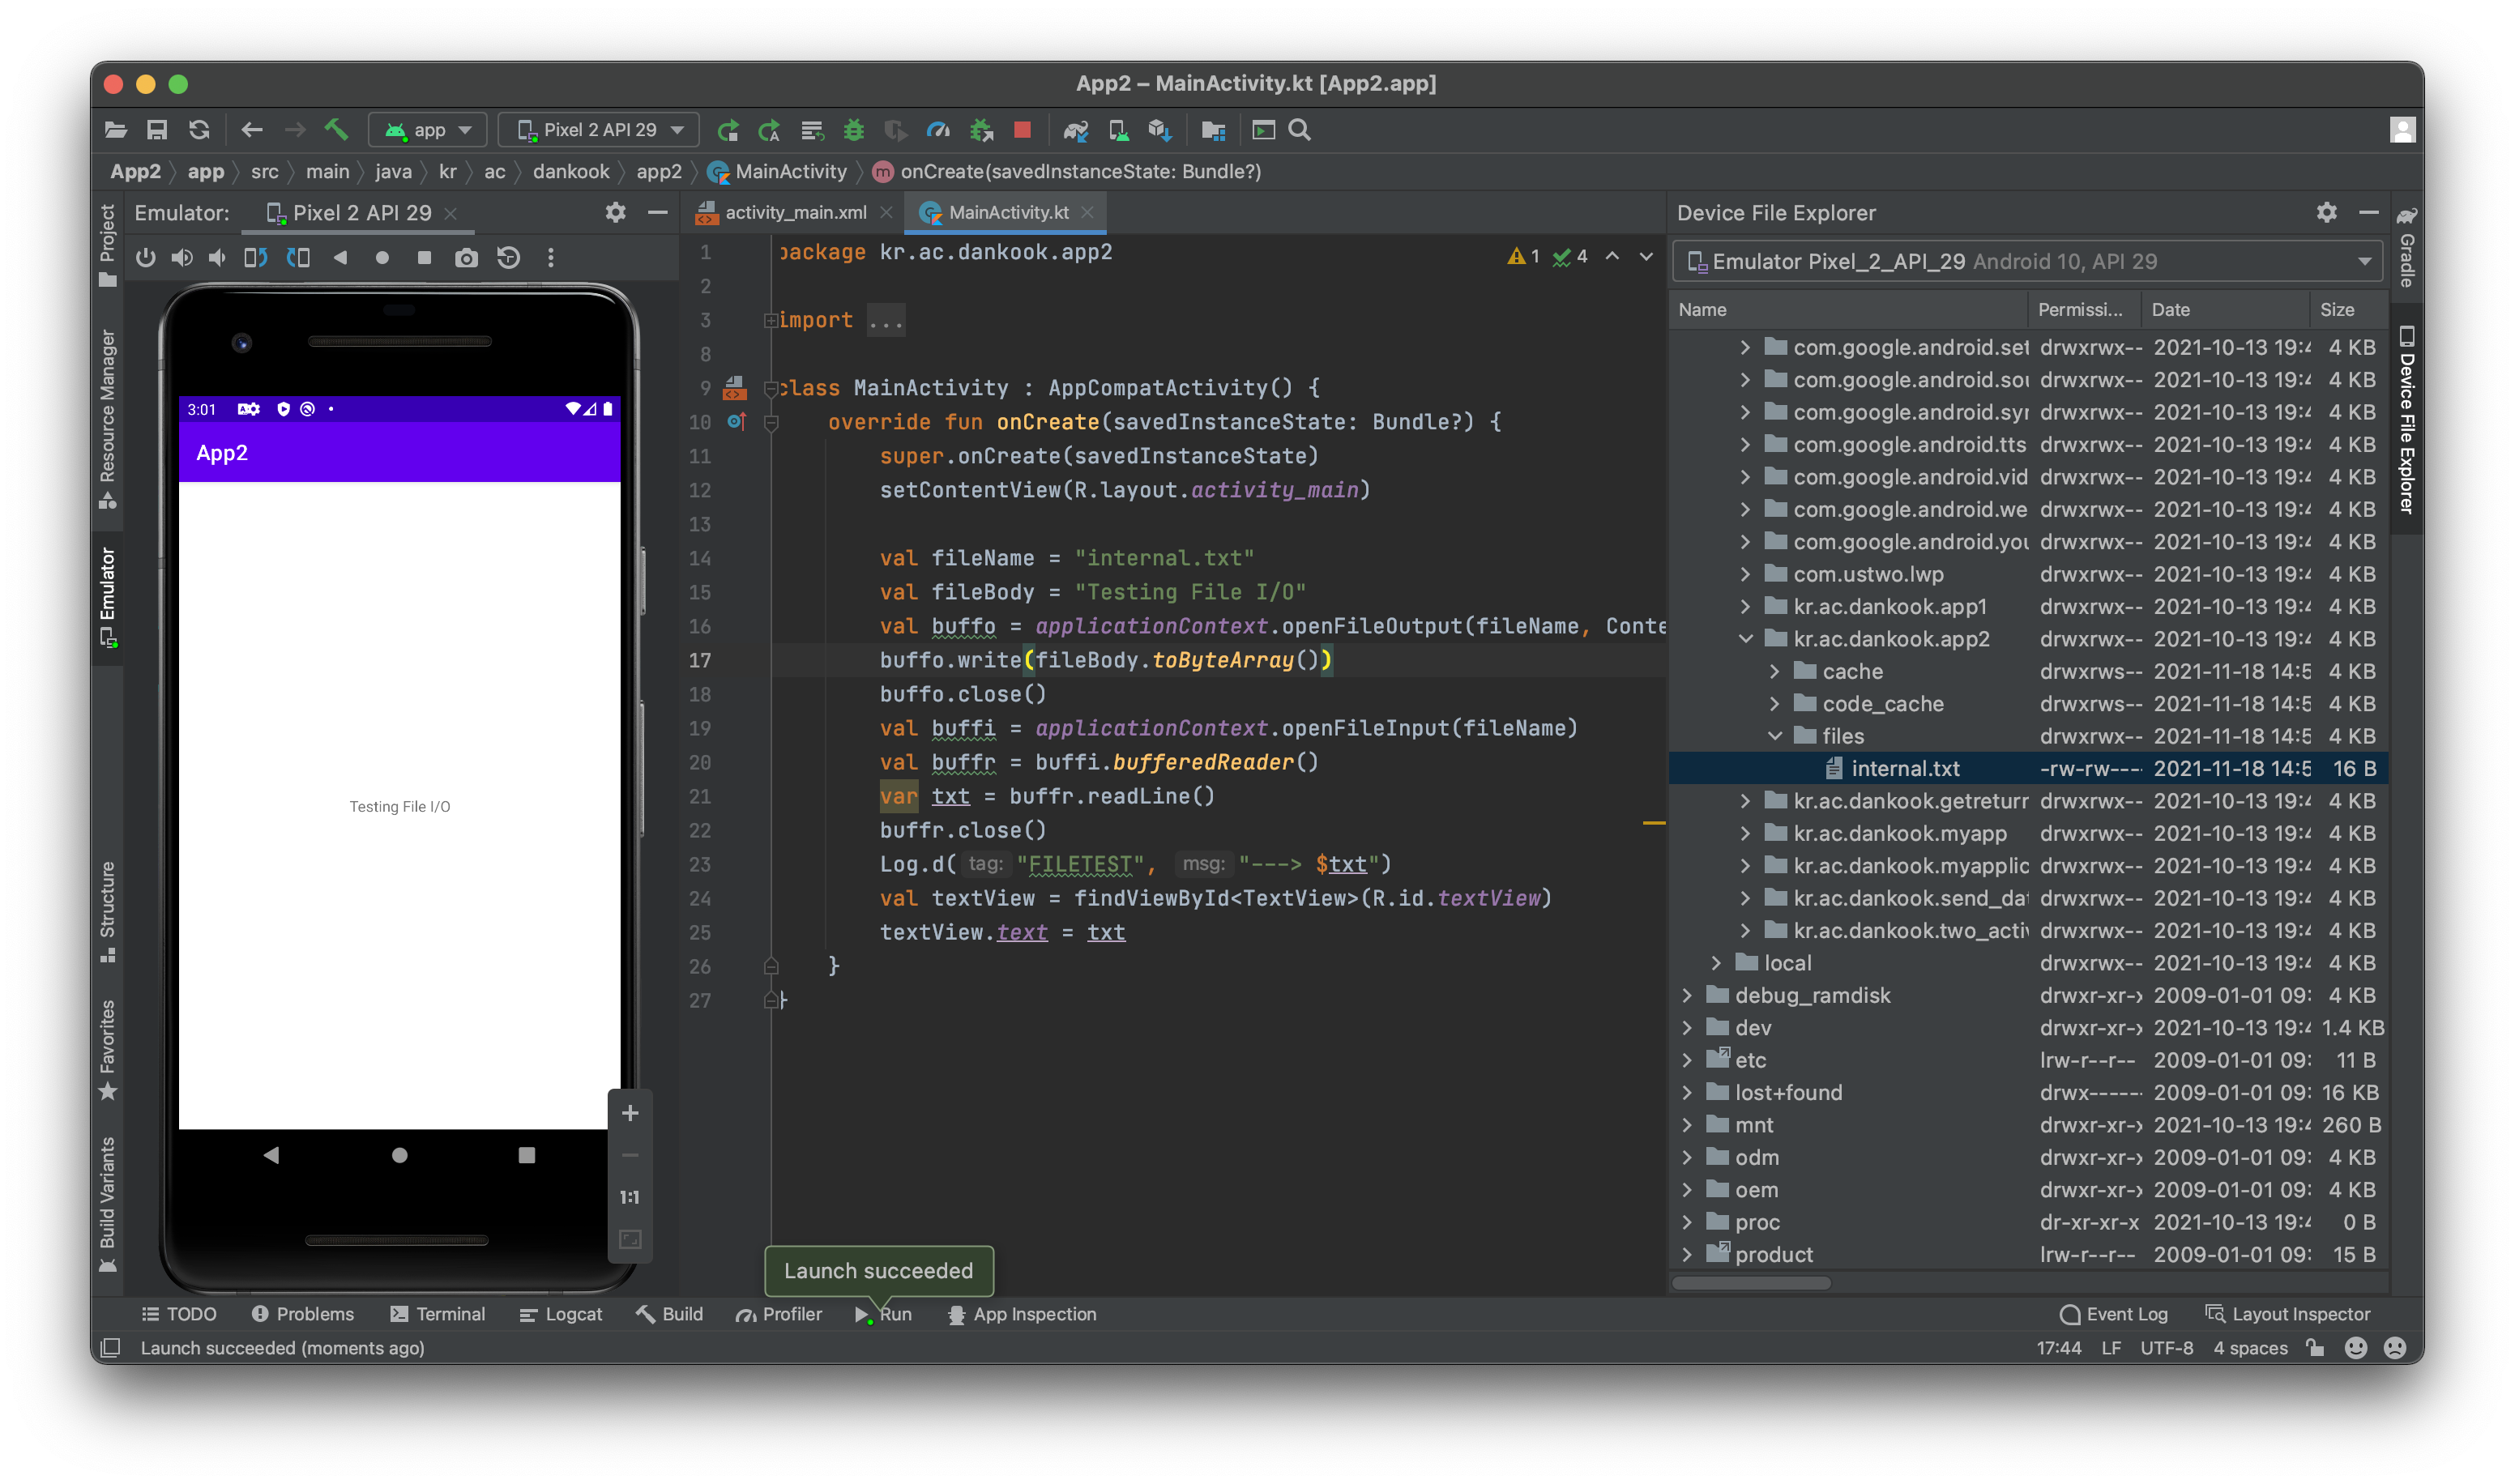 App2 – MainActivity.kt [App2.app]
app
Pixel 2 API 29
App2
app
src
main
java
kr
ac
dankook
app2
MainActivity
m
onCreate(savedInstanceState: Bundle?)
Project
Resource Manager
Emulator
Structure
Favorites
Build Variants
Emulator:
Pixel 2 API 29
3:01
App2
Testing File I/O
1:1
activity_main.xml
MainActivity.kt
1 4
1 package kr.ac.dankook.app2
2
3 import ...
8
9 class MainActivity : AppCompatActivity() {
10 override fun onCreate(savedInstanceState: Bundle?) {
11 super.onCreate(savedInstanceState)
12 setContentView(R.layout.activity_main)
13
14 val fileName = "internal.txt"
15 val fileBody = "Testing File I/O"
16 val buffo = applicationContext.openFileOutput(fileName, Conte
17 buffo.write(fileBody.toByteArray())
18 buffo.close()
19 val buffi = applicationContext.openFileInput(fileName)
20 val buffr = buffi.bufferedReader()
21 var txt = buffr.readLine()
22 buffr.close()
23 Log.d( tag: "FILETEST", msg: "---> $txt")
24 val textView = findViewById<TextView>(R.id.textView)
25 textView.text = txt
26 }
27 }
Device File Explorer
Emulator Pixel_2_API_29 Android 10, API 29
Name Permissi... Date Size
com.google.android.set drwxrwx-- 2021-10-13 19:4 4 KB
com.google.android.sou drwxrwx-- 2021-10-13 19:4 4 KB
com.google.android.syr drwxrwx-- 2021-10-13 19:4 4 KB
com.google.android.tts drwxrwx-- 2021-10-13 19:4 4 KB
com.google.android.vid drwxrwx-- 2021-10-13 19:4 4 KB
com.google.android.we drwxrwx-- 2021-10-13 19:4 4 KB
com.google.android.you drwxrwx-- 2021-10-13 19:4 4 KB
com.ustwo.lwp drwxrwx-- 2021-10-13 19:4 4 KB
kr.ac.dankook.app1 drwxrwx-- 2021-10-13 19:4 4 KB
kr.ac.dankook.app2 drwxrwx-- 2021-10-13 19:4 4 KB
cache drwxrws-- 2021-11-18 14:5 4 KB
code_cache drwxrws-- 2021-11-18 14:5 4 KB
files drwxrwx-- 2021-11-18 14:5 4 KB
internal.txt -rw-rw---- 2021-11-18 14:5 16 B
kr.ac.dankook.getreturr drwxrwx-- 2021-10-13 19:4 4 KB
kr.ac.dankook.myapp drwxrwx-- 2021-10-13 19:4 4 KB
kr.ac.dankook.myapplic drwxrwx-- 2021-10-13 19:4 4 KB
kr.ac.dankook.send_dat drwxrwx-- 2021-10-13 19:4 4 KB
kr.ac.dankook.two_activ drwxrwx-- 2021-10-13 19:4 4 KB
local drwxrwx-- 2021-10-13 19:4 4 KB
debug_ramdisk drwxr-xr-x 2009-01-01 09: 4 KB
dev drwxr-xr-x 2021-10-13 19:4 1.4 KB
etc lrw-r--r-- 2009-01-01 09: 11 B
lost+found drwx------ 2009-01-01 09: 16 KB
mnt drwxr-xr-x 2021-10-13 19:4 260 B
odm drwxr-xr-x 2009-01-01 09: 4 KB
oem drwxr-xr-x 2009-01-01 09: 4 KB
proc dr-xr-xr-x 2021-10-13 19:4 0 B
product lrw-r--r-- 2009-01-01 09: 15 B
Gradle
Device File Explorer
Launch succeeded
TODO
Problems
Terminal
Logcat
Build
Profiler
Run
App Inspection
Event Log
Layout Inspector
Launch succeeded (moments ago)
17:44 LF UTF-8 4 spaces